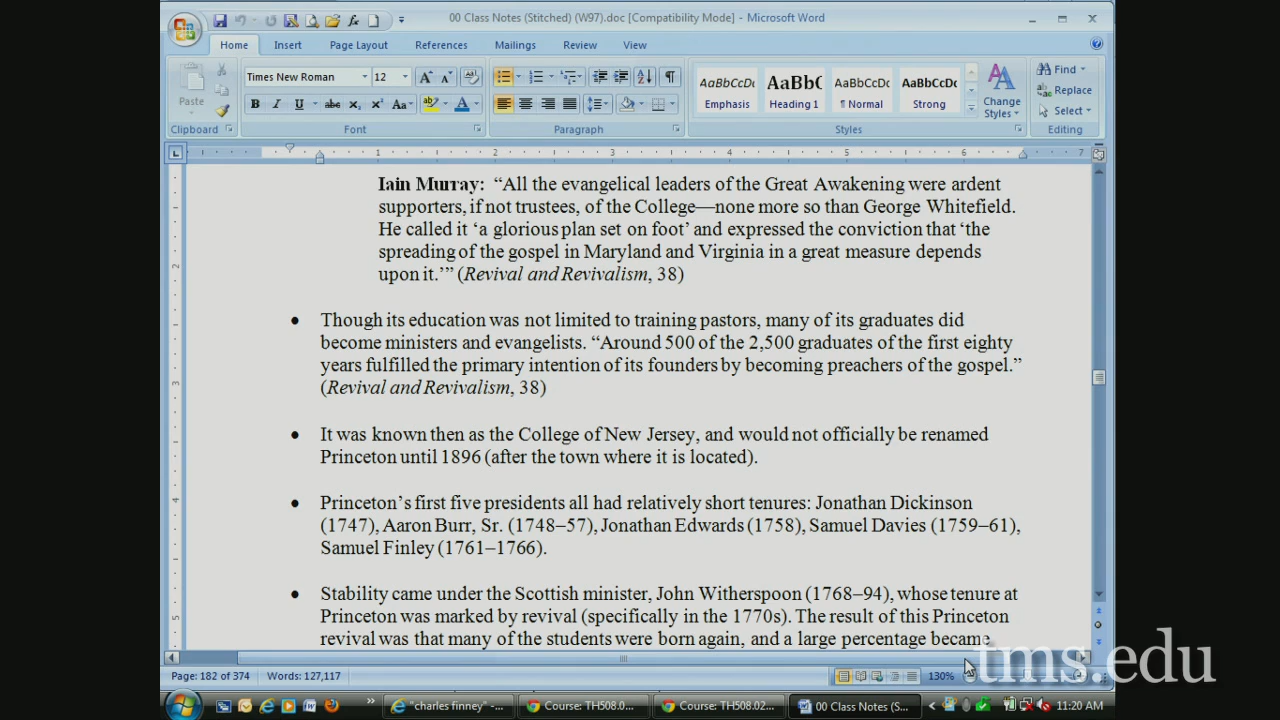 00 Class Notes (Stitched) (W97).doc [Compatibility Mode] - Microsoft Word
Home Insert Page Layout References Mailings Review View
Paste
Times New Roman 12
AaBbCcDc AaBbC AaBbCcDc AaBbCcDc
Emphasis Heading 1 ¶ Normal Strong
Change Styles
Find
Replace
Select
Clipboard Font Paragraph Styles Editing
1 2 3 4 5 6 7
Iain Murray: “All the evangelical leaders of the Great Awakening were ardent
supporters, if not trustees, of the College—none more so than George Whitefield.
He called it ‘a glorious plan set on foot’ and expressed the conviction that ‘the
spreading of the gospel in Maryland and Virginia in a great measure depends
upon it.’” (Revival and Revivalism, 38)
• Though its education was not limited to training pastors, many of its graduates did
become ministers and evangelists. “Around 500 of the 2,500 graduates of the first eighty
years fulfilled the primary intention of its founders by becoming preachers of the gospel.”
(Revival and Revivalism, 38)
• It was known then as the College of New Jersey, and would not officially be renamed
Princeton until 1896 (after the town where it is located).
• Princeton’s first five presidents all had relatively short tenures: Jonathan Dickinson
(1747), Aaron Burr, Sr. (1748–57), Jonathan Edwards (1758), Samuel Davies (1759–61),
Samuel Finley (1761–1766).
• Stability came under the Scottish minister, John Witherspoon (1768–94), whose tenure at
Princeton was marked by revival (specifically in the 1770s). The result of this Princeton
revival was that many of the students were born again, and a large percentage became
tms.edu
Page: 182 of 374 Words: 127,117 130%
"charles finney" -... Course: TH508.0... Course: TH508.02... 00 Class Notes (S... 11:20 AM